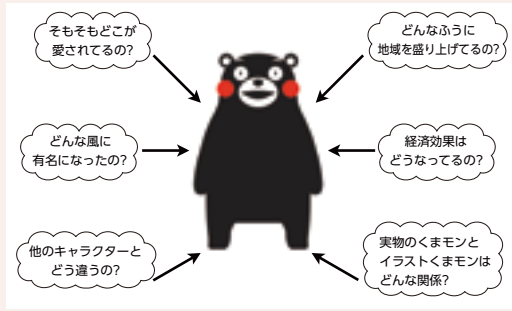 そもそもどこが
愛されてるの?
どんなふうに
地域を盛り上げてるの?
どんな風に
有名になったの?
経済効果は
どうなってるの?
他のキャラクターと
どう違うの?
実物のくまモンと
イラストくまモンは
どんな関係?